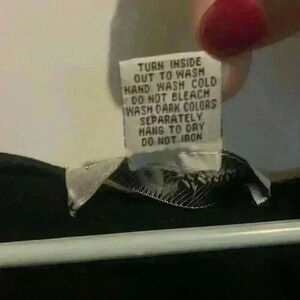 TURN INSIDE
OUT TO WASH
HAND WASH COLD
DO NOT BLEACH
WASH DARK COLORS
SEPARATELY
HANG TO DRY
DO NOT IRON